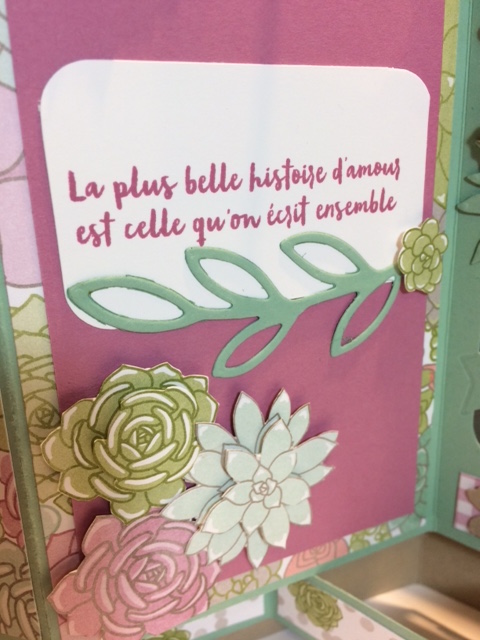 La plus belle histoire d'amour
est celle qu'on écrit ensemble